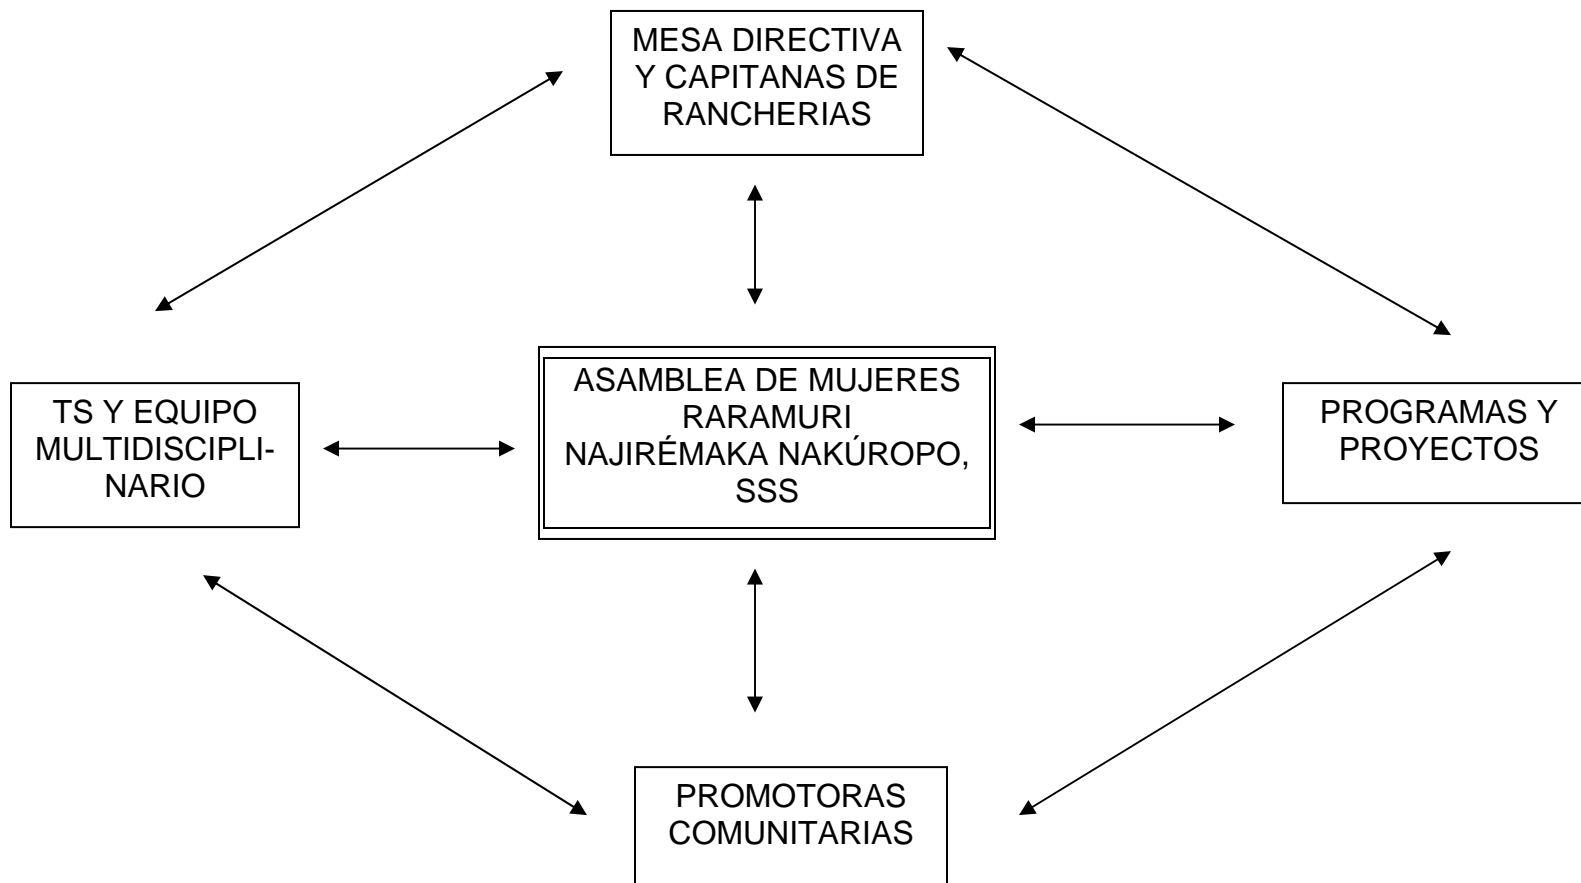 MESA DIRECTIVA
Y CAPITANAS DE
RANCHERIAS
TS Y EQUIPO
MULTIDISCIPLI-
NARIO
ASAMBLEA DE MUJERES
RARAMURI
NAJIRÉMAKA NAKÚROPO,
SSS
PROGRAMAS Y
PROYECTOS
PROMOTORAS
COMUNITARIAS